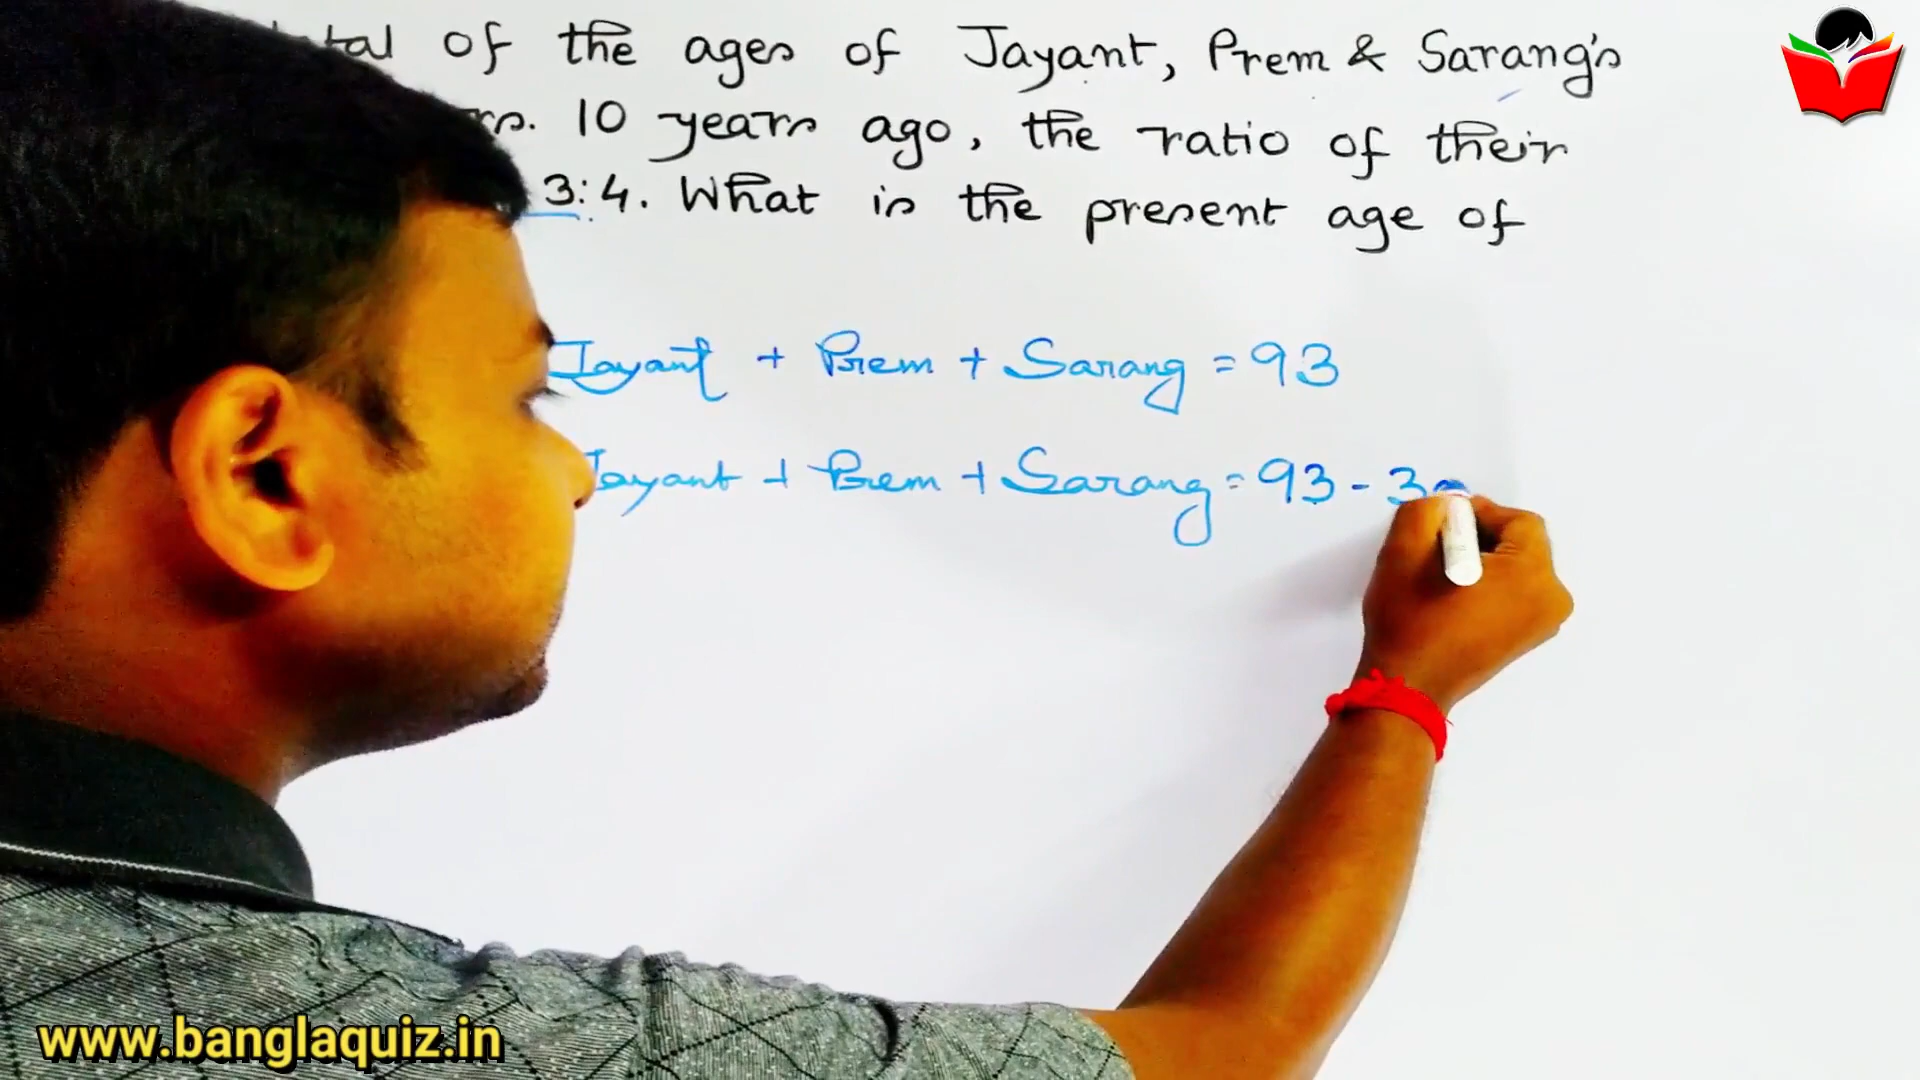 of the ages of Jayant, Prem & Sarang's
10 years ago, the ratio of their
3:4. What is the present age of
Jayant + Prem + Sarang = 93
Jayant + Prem + Sarang = 93 - 3
www.banglaquiz.in